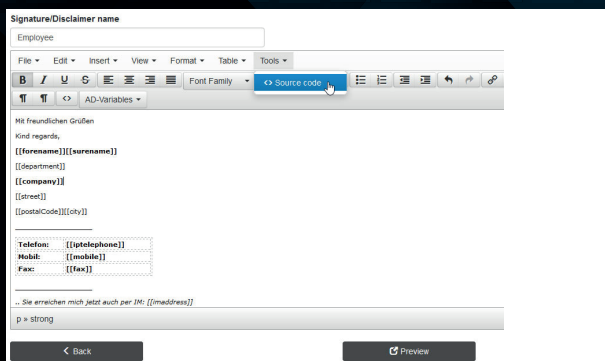 Signature/Disclaimer name
Employee
File Edit Insert View Format Table Tools
B I U S Font Family <> Source code
¶ ¶ <> AD-Variables
Mit freundlichen Grüßen
Kind regards,
[[forename]][[surename]]
[[department]]
[[company]]
[[street]]
[[postalCode]][[city]]
Telefon: [[iptelephone]]
Mobil: [[mobile]]
Fax: [[fax]]
.. Sie erreichen mich jetzt auch per IM: [[imaddress]]
p » strong
Back Preview